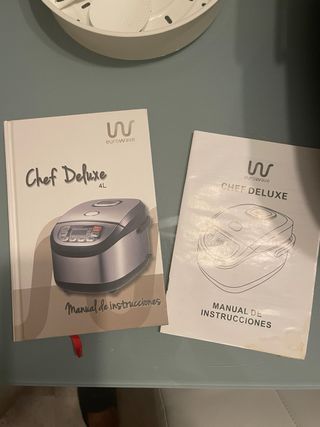 eurowave
Chef Deluxe
4L
Manual de instrucciones
eurowave
CHEF DELUXE
MANUAL DE
INSTRUCCIONES